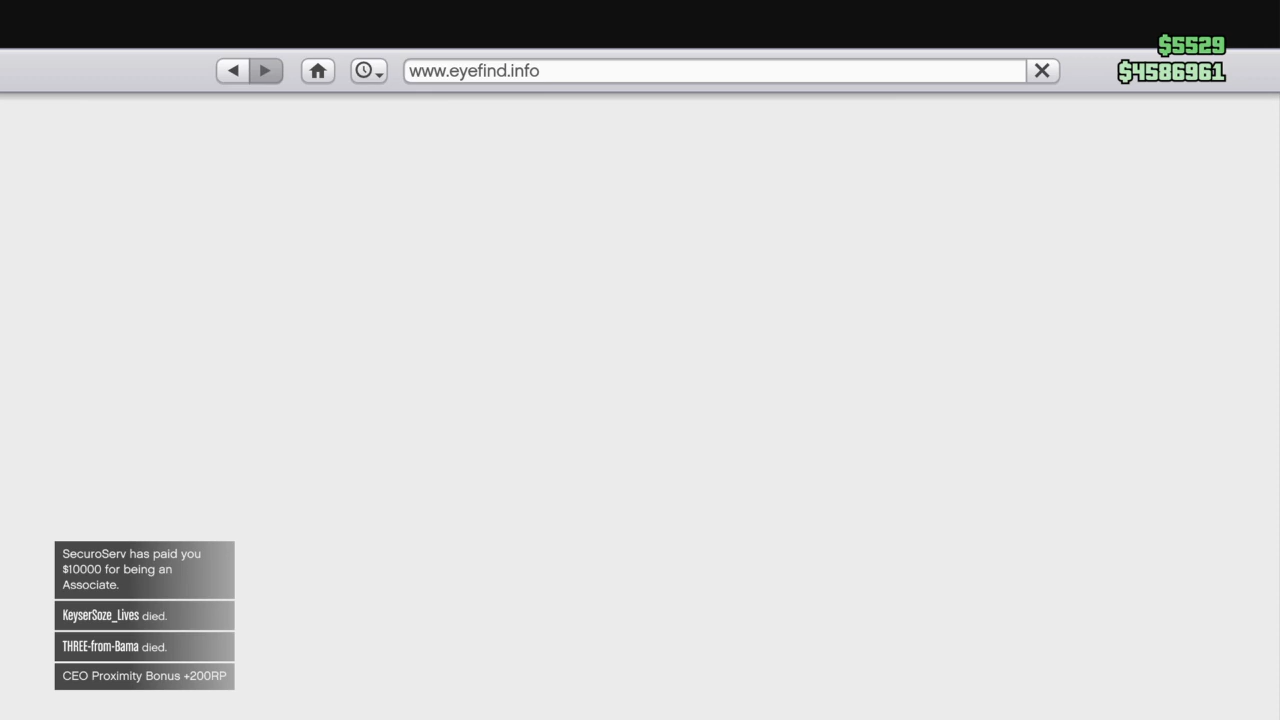 $5529
www.eyefind.info
$4586961
SecuroServ has paid you
$10000 for being an
Associate.
KeyserSoze_Lives died.
THREE-from-Bama died.
CEO Proximity Bonus +200RP